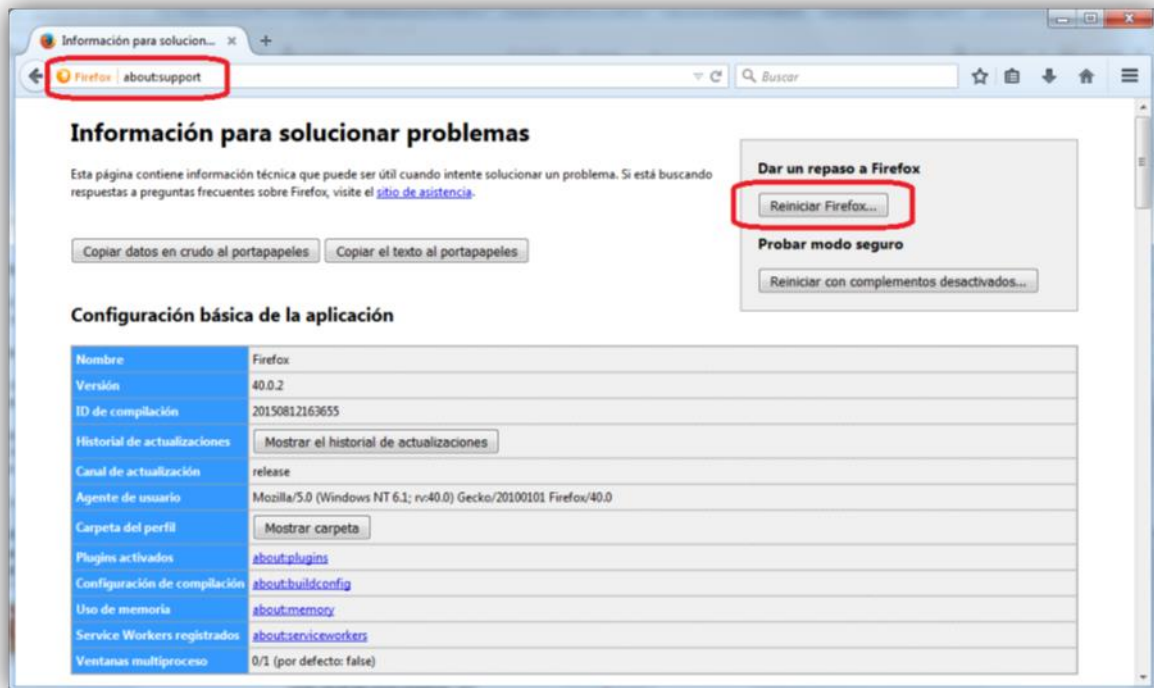 Información para solucion...
Firefox about:support
Buscar
Información para solucionar problemas
Esta página contiene información técnica que puede ser útil cuando intente solucionar un problema. Si está buscando
respuestas a preguntas frecuentes sobre Firefox, visite el sitio de asistencia.
Copiar datos en crudo al portapapeles Copiar el texto al portapapeles
Dar un repaso a Firefox
Reiniciar Firefox...
Probar modo seguro
Reiniciar con complementos desactivados...
Configuración básica de la aplicación
Nombre Firefox
Versión 40.0.2
ID de compilación 20150812163655
Historial de actualizaciones Mostrar el historial de actualizaciones
Canal de actualización release
Agente de usuario Mozilla/5.0 (Windows NT 6.1; rv:40.0) Gecko/20100101 Firefox/40.0
Carpeta del perfil Mostrar carpeta
Plugins activados about:plugins
Configuración de compilación about:buildconfig
Uso de memoria about:memory
Service Workers registrados about:serviceworkers
Ventanas multiproceso 0/1 (por defecto: false)